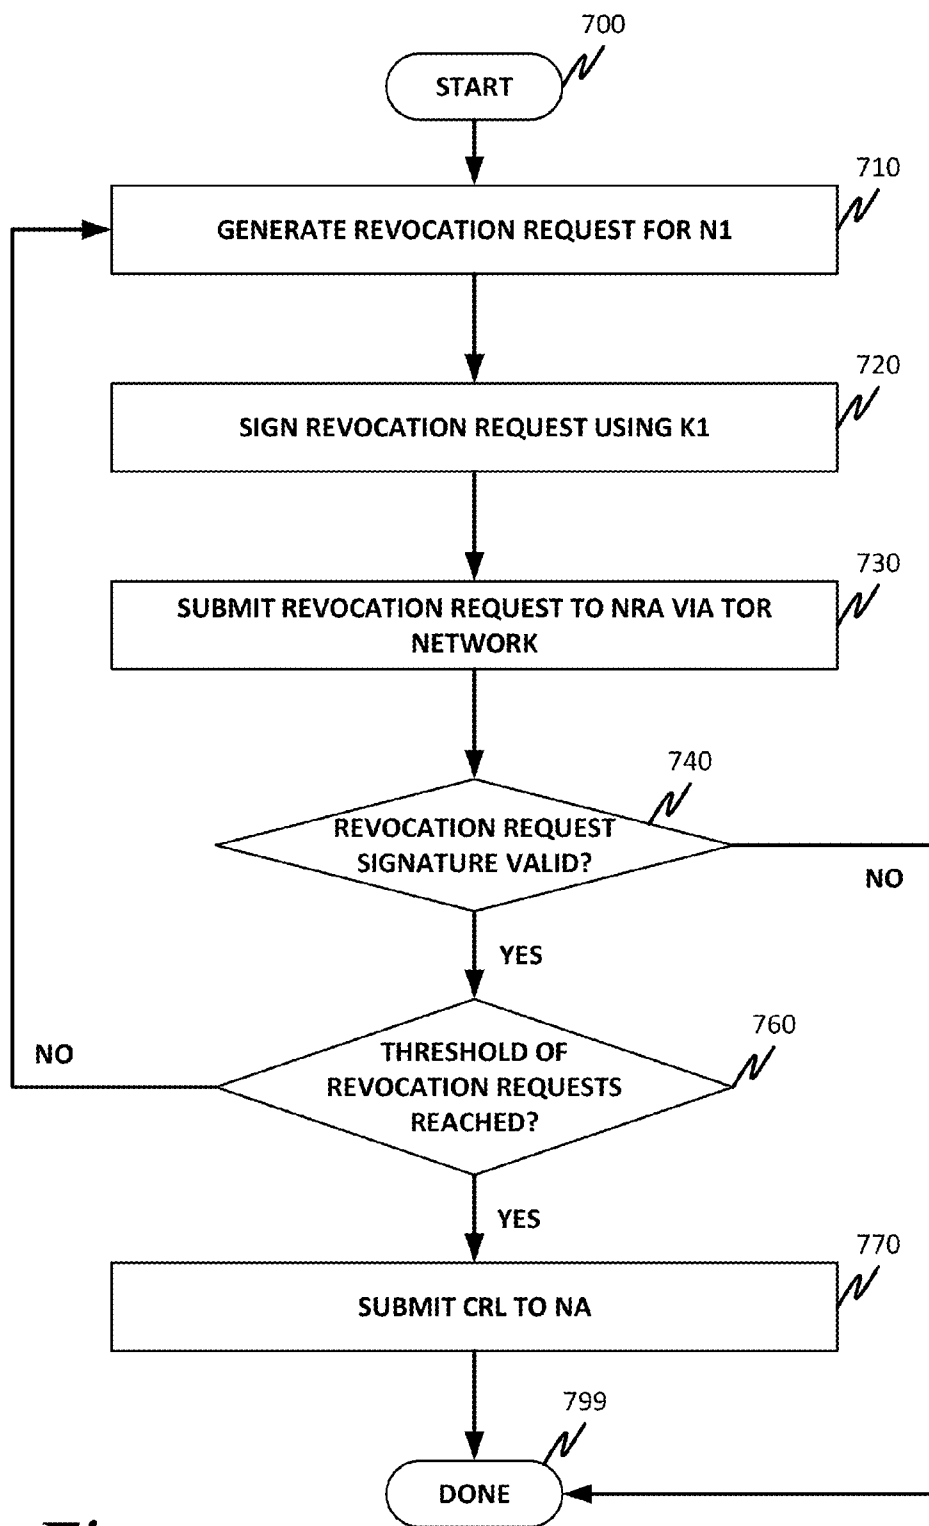 700
START
710
GENERATE REVOCATION REQUEST FOR N1
720
SIGN REVOCATION REQUEST USING K1
730
SUBMIT REVOCATION REQUEST TO NRA VIA TOR
NETWORK
740
REVOCATION REQUEST
SIGNATURE VALID?
NO
YES
760
THRESHOLD OF
REVOCATION REQUESTS
REACHED?
NO
YES
770
SUBMIT CRL TO NA
799
DONE